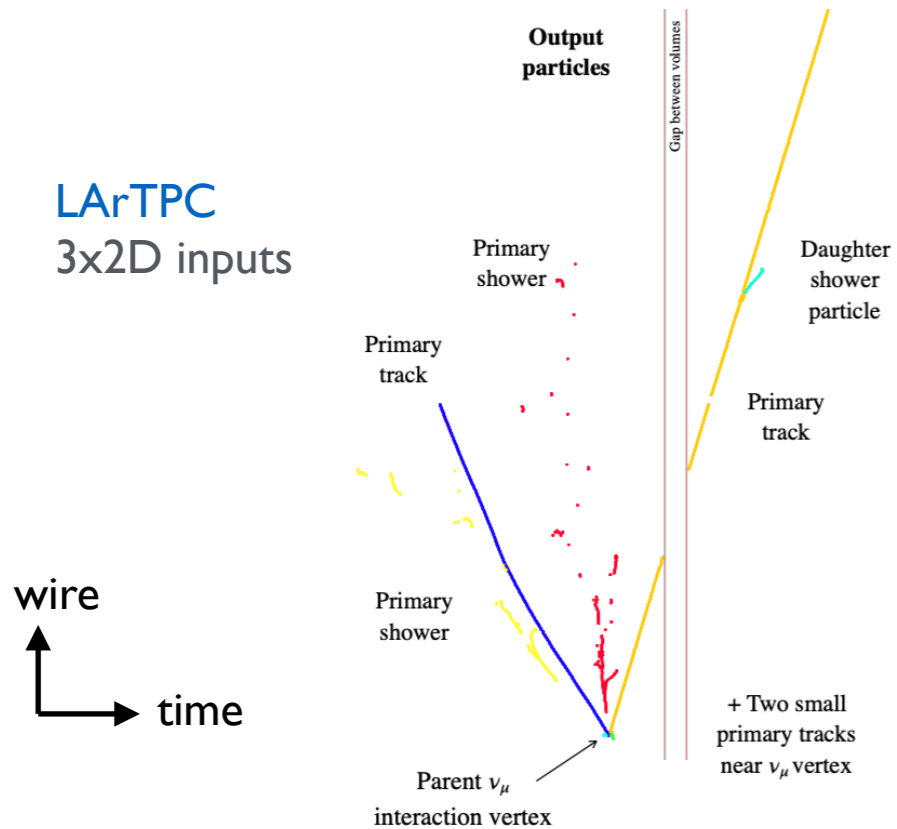 Output
particles
Gap between volumes
LArTPC
3x2D inputs
Primary
shower
Daughter
shower
particle
Primary
track
Primary
track
Primary
shower
wire
time
+ Two small
primary tracks
near νμ vertex
Parent νμ
interaction vertex